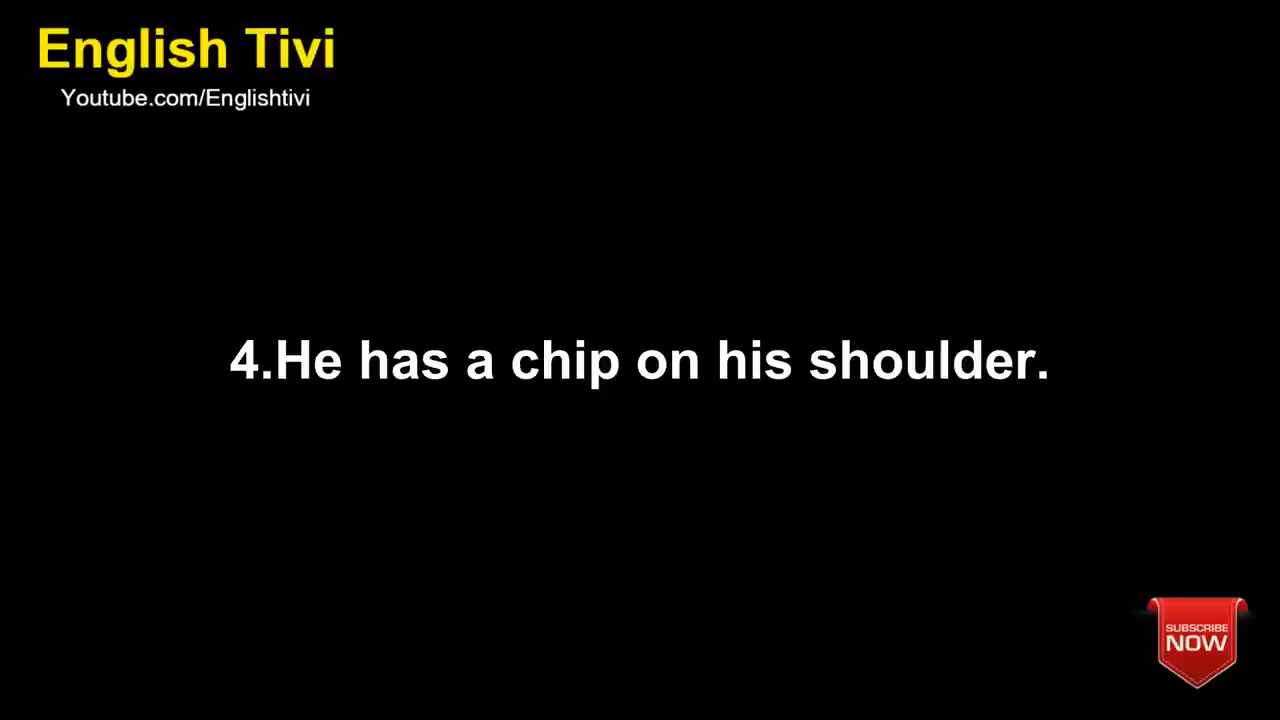 English Tivi
Youtube.com/Englishtivi
4.He has a chip on his shoulder.
SUBSCRIBE
NOW